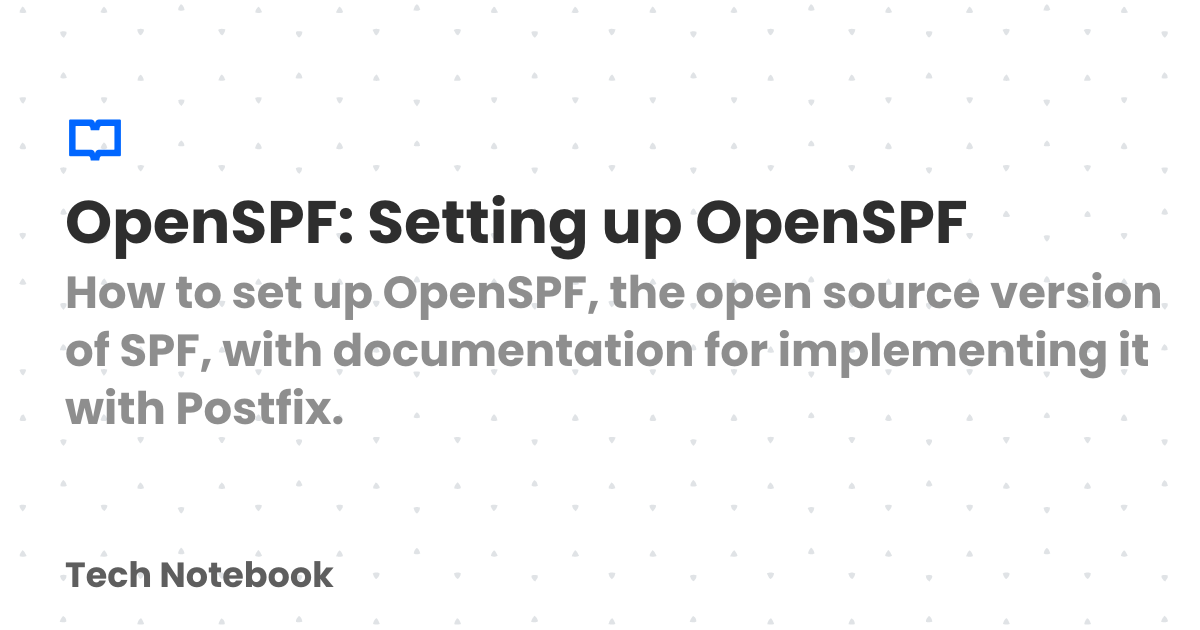 OpenSPF: Setting up OpenSPF
How to set up OpenSPF, the open source version
of SPF, with documentation for implementing it
with Postfix.
Tech Notebook